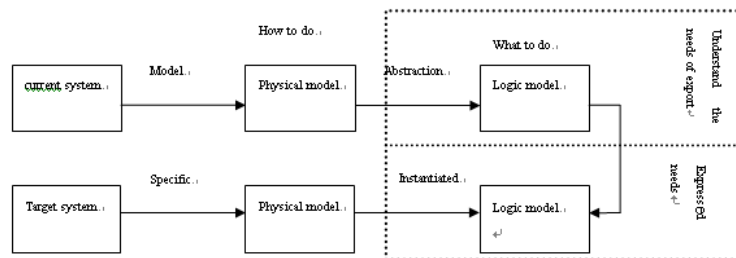 How to do.
What to do.
Model.
Abstraction.
current system.
Physical model.
Logic model.
Understand the
needs of export
Specific.
Instantiated.
Target system.
Physical model.
Logic model.
Expressed
needs